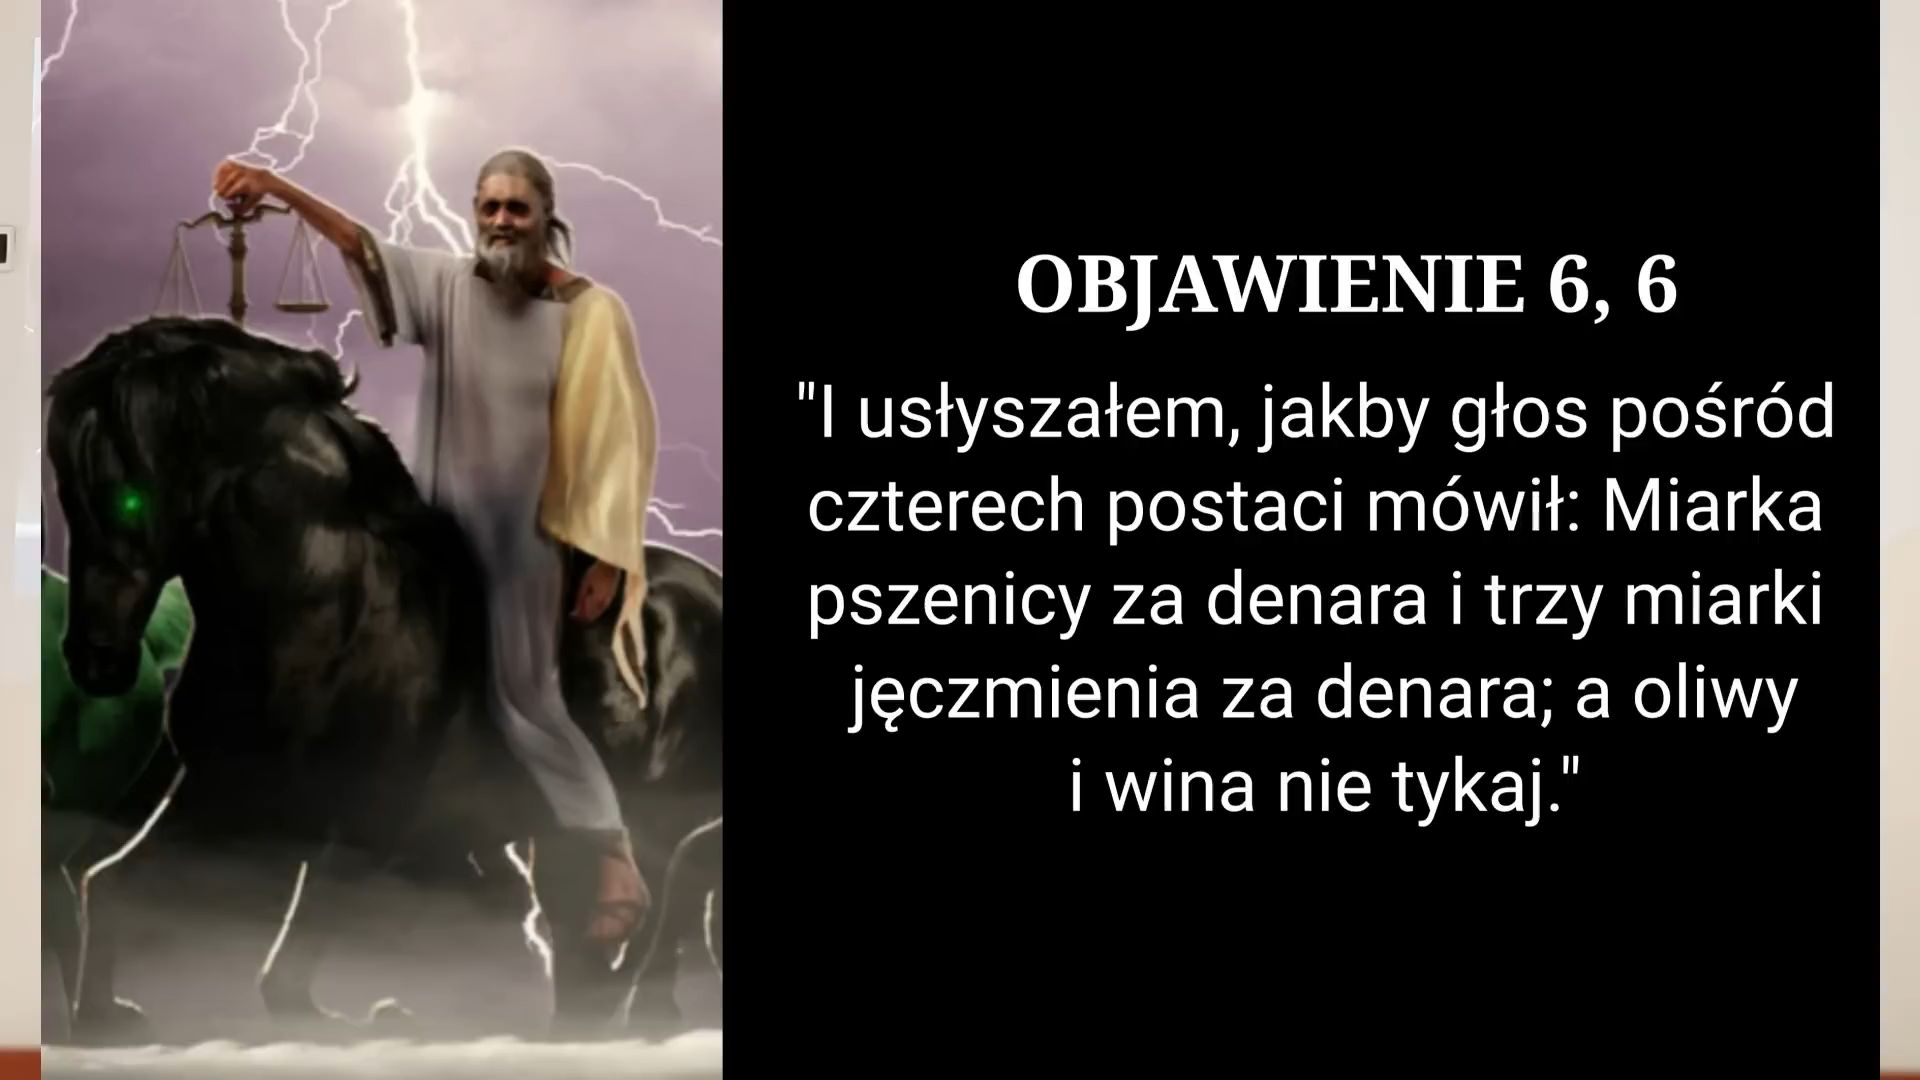 OBJAWIENIE 6, 6
"I usłyszałem, jakby głos pośród
czterech postaci mówił: Miarka
pszenicy za denara i trzy miarki
jęczmienia za denara; a oliwy
i wina nie tykaj."